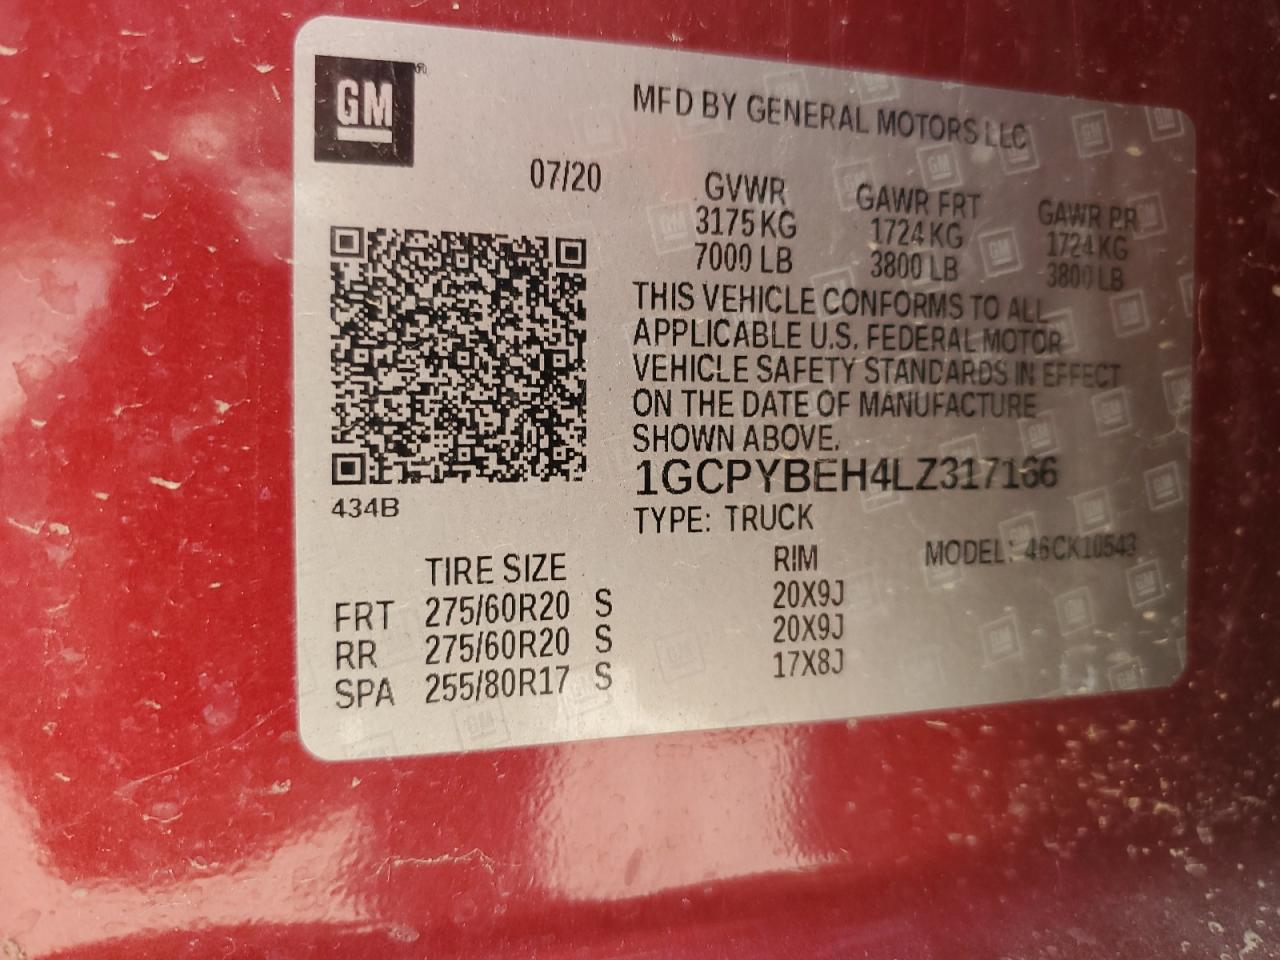 GM
MFD BY GENERAL MOTORS LLC
07/20
GVWR GAWR FRT GAWR RR
3175 KG 1724 KG 1724 KG
7000 LB 3800 LB 3800 LB
THIS VEHICLE CONFORMS TO ALL
APPLICABLE U.S. FEDERAL MOTOR
VEHICLE SAFETY STANDARDS IN EFFECT
ON THE DATE OF MANUFACTURE
SHOWN ABOVE.
1GCPYBEH4LZ317166
434B
TYPE: TRUCK
MODEL: 46CK10543
TIRE SIZE RIM
FRT 275/60R20 S 20X9J
RR 275/60R20 S 20X9J
SPA 255/80R17 S 17X8J